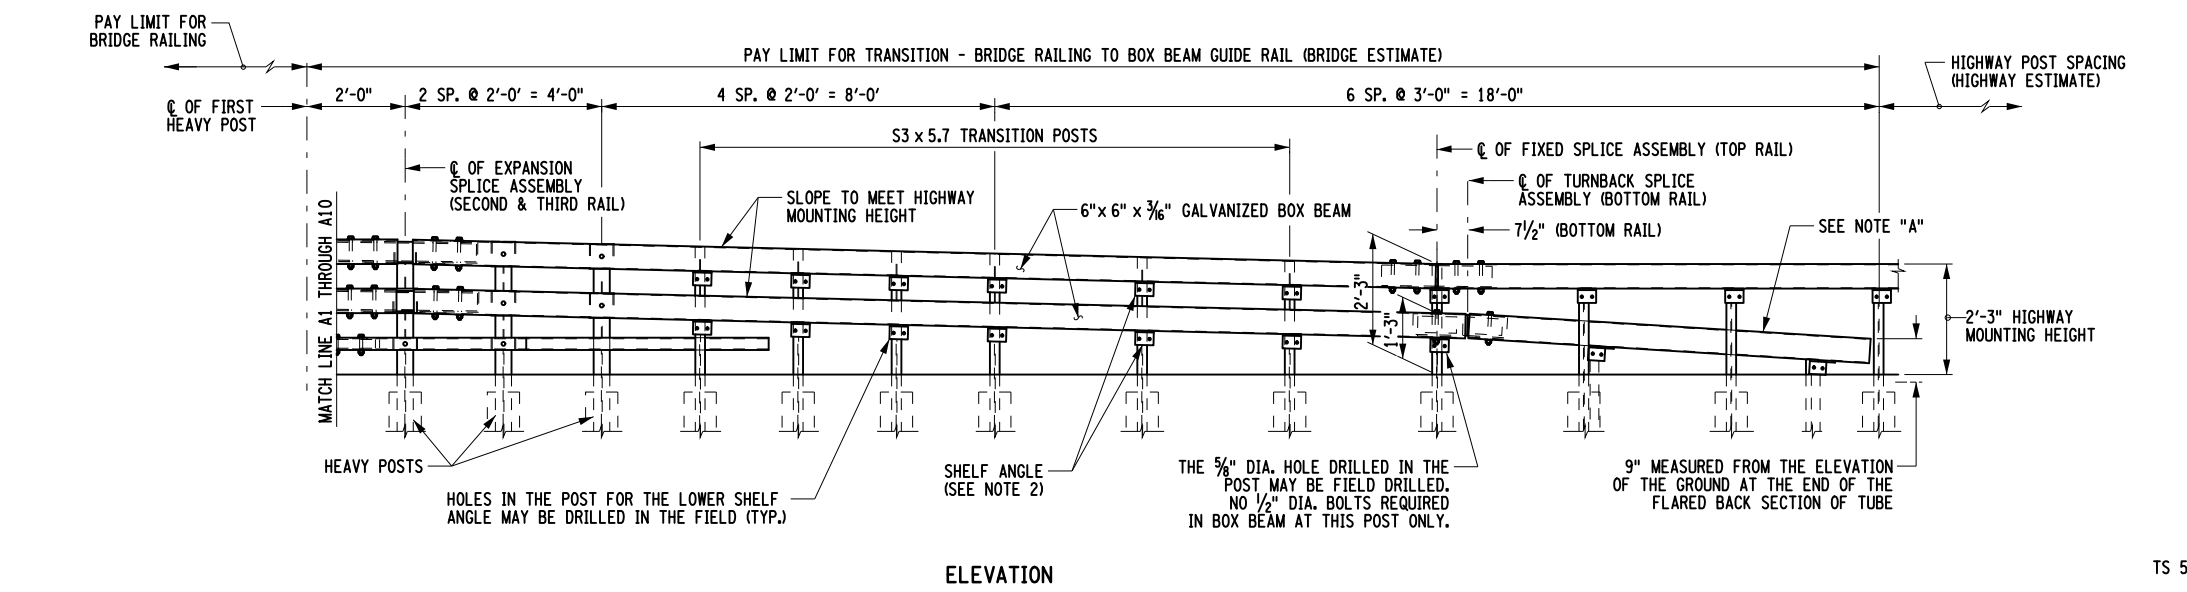 PAY LIMIT FOR
BRIDGE RAILING
PAY LIMIT FOR TRANSITION - BRIDGE RAILING TO BOX BEAM GUIDE RAIL (BRIDGE ESTIMATE)
HIGHWAY POST SPACING
(HIGHWAY ESTIMATE)
℄ OF FIRST
HEAVY POST
2'-0"
2 SP. @ 2'-0' = 4'-0"
4 SP. @ 2'-0' = 8'-0'
6 SP. @ 3'-0" = 18'-0"
S3 x 5.7 TRANSITION POSTS
℄ OF FIXED SPLICE ASSEMBLY (TOP RAIL)
℄ OF EXPANSION
SPLICE ASSEMBLY
(SECOND & THIRD RAIL)
℄ OF TURNBACK SPLICE
ASSEMBLY (BOTTOM RAIL)
SLOPE TO MEET HIGHWAY
MOUNTING HEIGHT
6"x 6" x 3/16" GALVANIZED BOX BEAM
7 1/2" (BOTTOM RAIL)
SEE NOTE "A"
MATCH LINE A1 THROUGH A10
2'-3"
1'-3"
2'-3" HIGHWAY
MOUNTING HEIGHT
HEAVY POSTS
HOLES IN THE POST FOR THE LOWER SHELF
ANGLE MAY BE DRILLED IN THE FIELD (TYP.)
SHELF ANGLE
(SEE NOTE 2)
THE 5/8" DIA. HOLE DRILLED IN THE
POST MAY BE FIELD DRILLED.
NO 1/2" DIA. BOLTS REQUIRED
IN BOX BEAM AT THIS POST ONLY.
9" MEASURED FROM THE ELEVATION
OF THE GROUND AT THE END OF THE
FLARED BACK SECTION OF TUBE
ELEVATION
TS 5